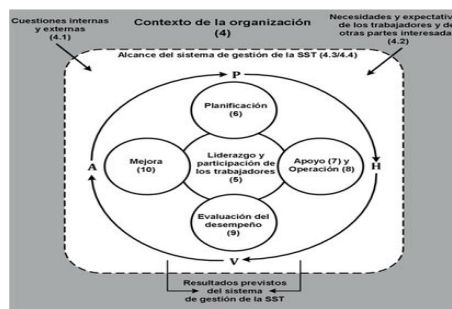 Cuestiones internas
y externas
(4.1)
Contexto de la organización
(4)
Necesidades y expectativ
de los trabajadores y de
otras partes interesada
(4.2)
Alcance del sistema de gestión de la SST (4.3/4.4)
P
Planificación
(6)
A
Mejora
(10)
Liderazgo y
participación de
los trabajadores
(5)
Apoyo (7) y
Operación (8)
H
Evaluación del
desempeño
(9)
V
Resultados previstos
del sistema
de gestión de la SST